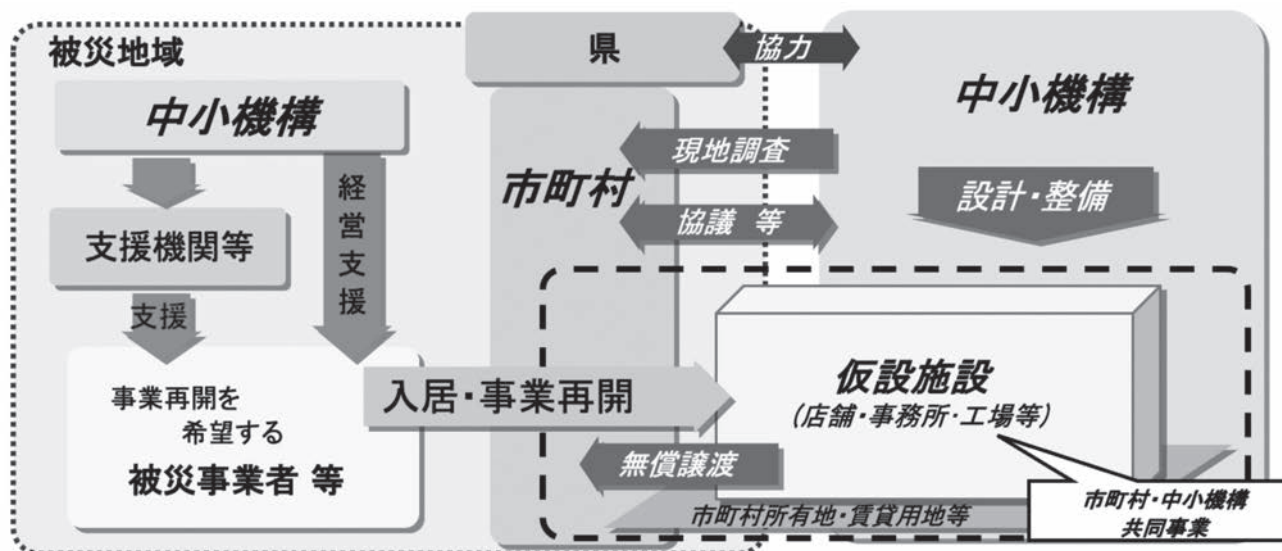 被災地域
県
協力
中小機構
中小機構
現地調査
市町村
協議 等
設計・整備
支援機関等
経営支援
支援
事業再開を
希望する
被災事業者 等
入居・事業再開
仮設施設
(店舗・事務所・工場等)
無償譲渡
市町村所有地・賃貸用地等
市町村・中小機構
共同事業